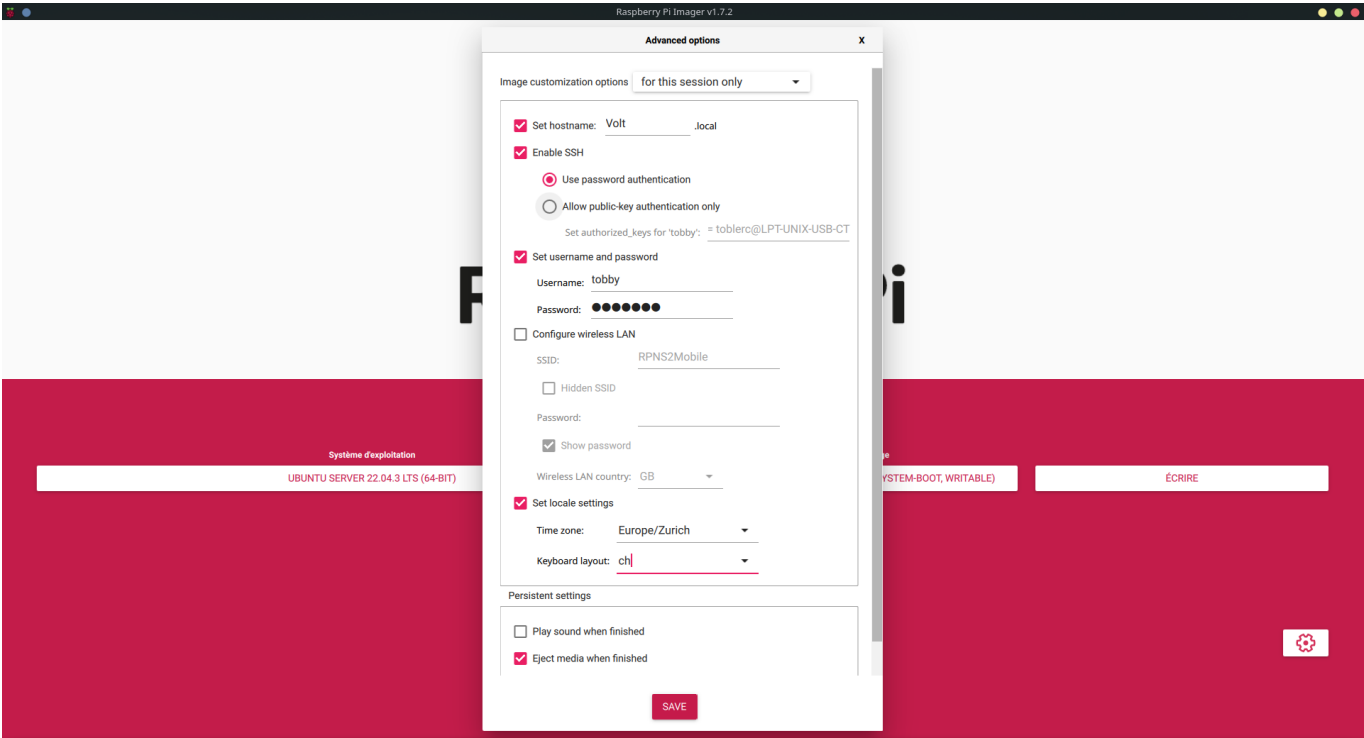 Raspberry Pi Imager v1.7.2
Advanced options X
Image customization options for this session only
Set hostname: Volt .local
Enable SSH
Use password authentication
Allow public-key authentication only
Set authorized_keys for 'tobby': = toblerc@LPT-UNIX-USB-CT
Set username and password
Username: tobby
Password: ●●●●●●●
Configure wireless LAN
SSID: RPNS2Mobile
Hidden SSID
Password:
Show password
Wireless LAN country: GB
Set locale settings
Time zone: Europe/Zurich
Keyboard layout: ch
Persistent settings
Play sound when finished
Eject media when finished
SAVE
R Pi
Système d'exploitation ge
UBUNTU SERVER 22.04.3 LTS (64-BIT) YSTEM-BOOT, WRITABLE) ÉCRIRE